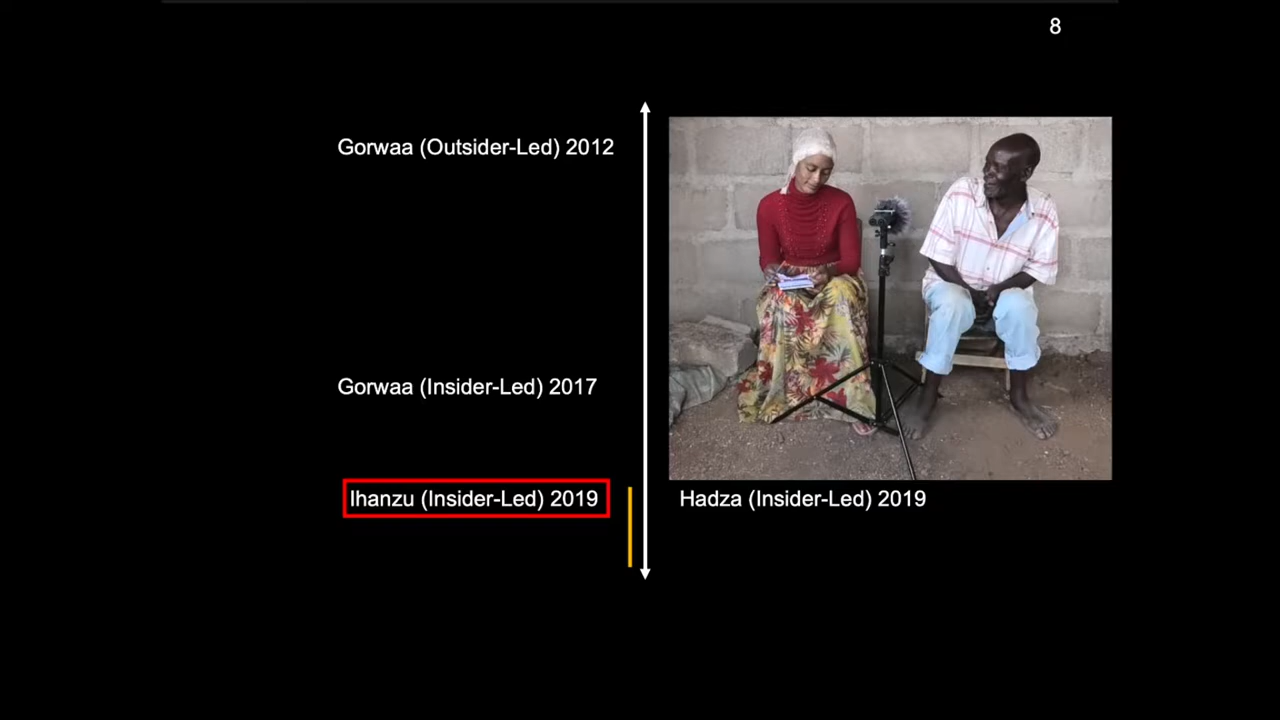 8
Gorwaa (Outsider-Led) 2012
Gorwaa (Insider-Led) 2017
Ihanzu (Insider-Led) 2019
Hadza (Insider-Led) 2019